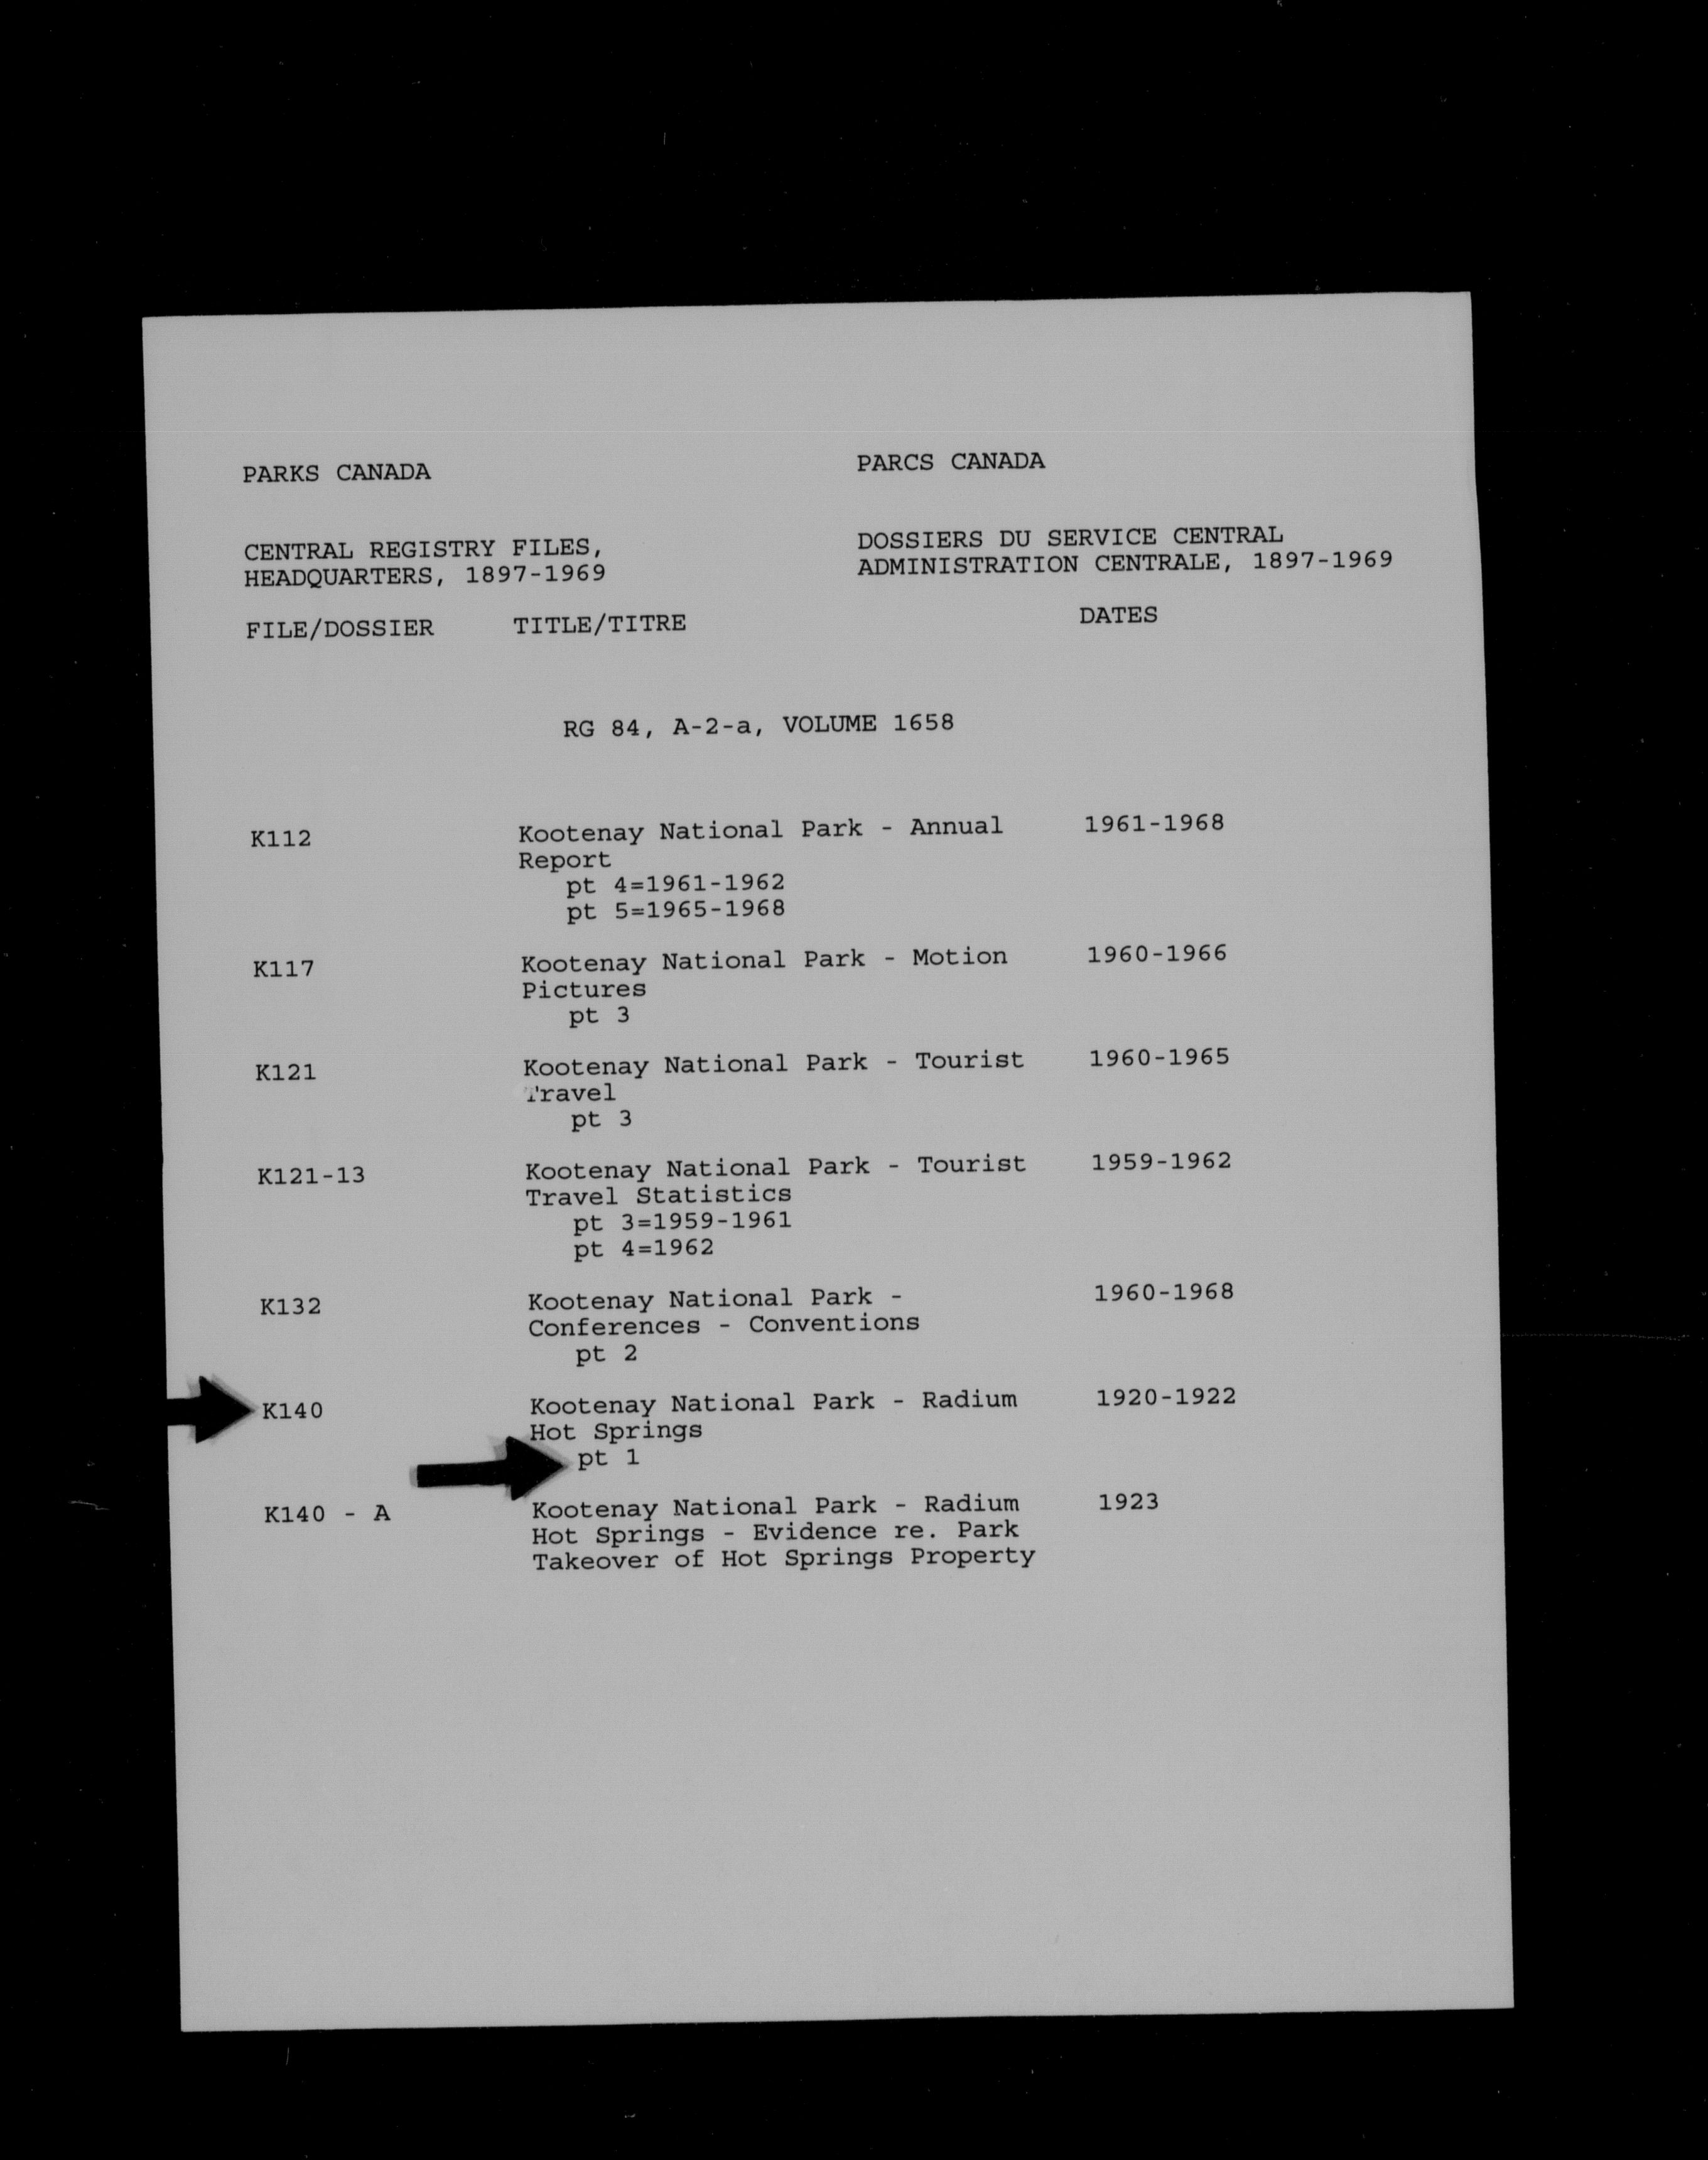 PARKS CANADA
PARCS CANADA
CENTRAL REGISTRY FILES,
HEADQUARTERS, 1897-1969
DOSSIERS DU SERVICE CENTRAL
ADMINISTRATION CENTRALE, 1897-1969
FILE/DOSSIER TITLE/TITRE DATES
RG 84, A-2-a, VOLUME 1658
K112 Kootenay National Park - Annual 1961-1968
Report
pt 4=1961-1962
pt 5=1965-1968
K117 Kootenay National Park - Motion 1960-1966
Pictures
pt 3
K121 Kootenay National Park - Tourist 1960-1965
Travel
pt 3
K121-13 Kootenay National Park - Tourist 1959-1962
Travel Statistics
pt 3=1959-1961
pt 4=1962
K132 Kootenay National Park - 1960-1968
Conferences - Conventions
pt 2
K140 Kootenay National Park - Radium 1920-1922
Hot Springs
pt 1
K140 - A Kootenay National Park - Radium 1923
Hot Springs - Evidence re. Park
Takeover of Hot Springs Property